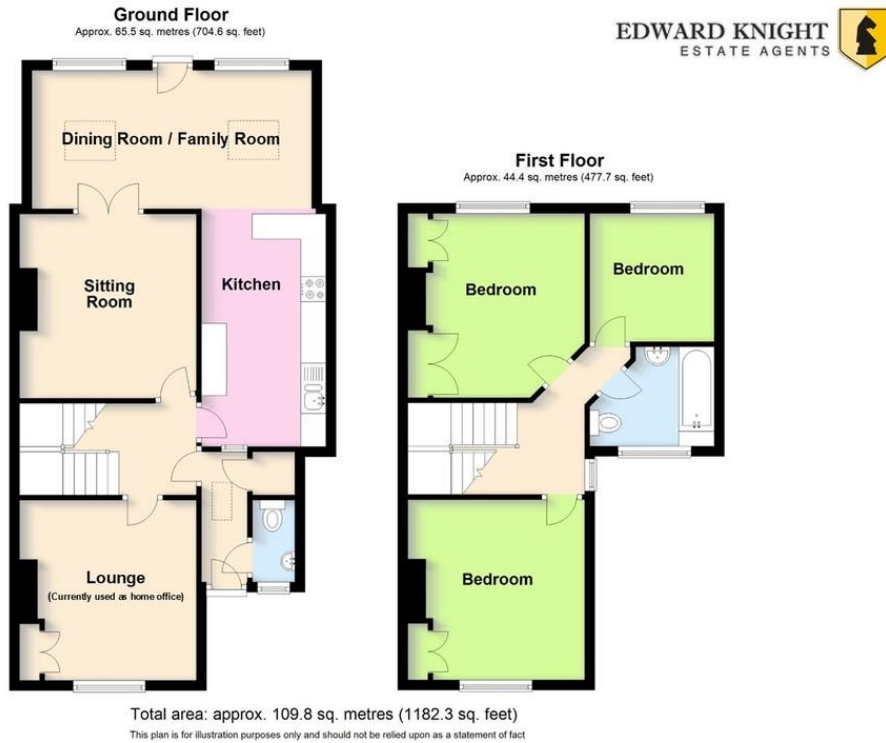 Ground Floor
Approx. 65.5 sq. metres (704.6 sq. feet)
EDWARD KNIGHT
ESTATE AGENTS
Dining Room / Family Room
First Floor
Approx. 44.4 sq. metres (477.7 sq. feet)
Sitting
Room
Kitchen
Bedroom
Bedroom
Lounge
(Currently used as home office)
Bedroom
Total area: approx. 109.8 sq. metres (1182.3 sq. feet)
This plan is for illustration purposes only and should not be relied upon as a statement of fact